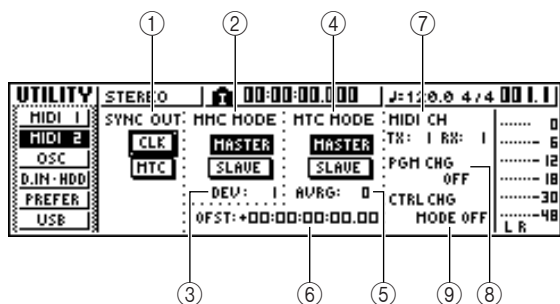 ① ② ④ ⑦
UTILITY STEREO 00:00:00.000 ♩=120.0 4/4 001.1
MIDI 1
MIDI 2
OSC
D.IN·HDD
PREFER
USB
SYNC OUT
CLK
MTC
MMC MODE
MASTER
SLAVE
DEV: 1
MTC MODE
MASTER
SLAVE
AVRG: 0
OFST:+00:00:00:00.00
MIDI CH
TX: 1 RX: 1
PGM CHG
OFF
CTRL CHG
MODE OFF
0
6
12
18
30
48
L R
③ ⑥ ⑤ ⑨ ⑧